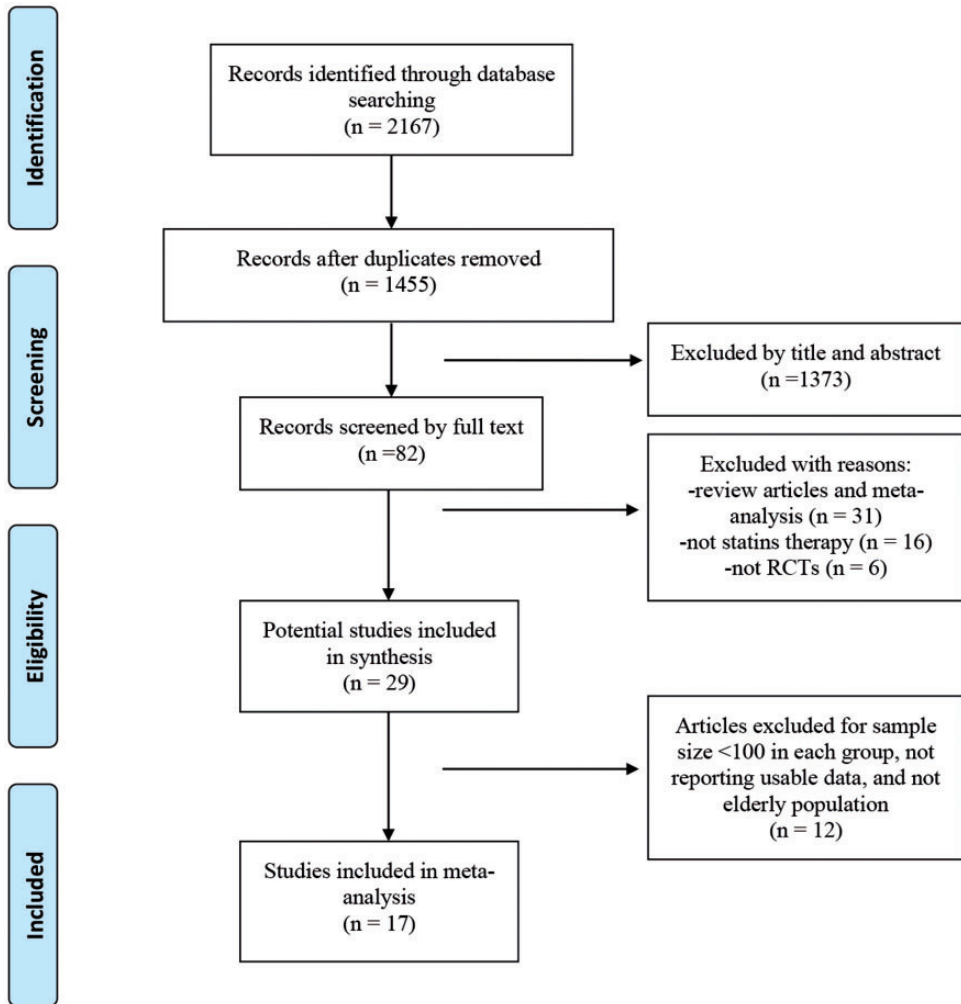 Identification
Records identified through database
searching
(n = 2167)
Records after duplicates removed
(n = 1455)
Screening
Excluded by title and abstract
(n =1373)
Records screened by full text
(n =82)
Excluded with reasons:
-review articles and meta-
analysis (n = 31)
-not statins therapy (n = 16)
-not RCTs (n = 6)
Eligibility
Potential studies included
in synthesis
(n = 29)
Articles excluded for sample
size <100 in each group, not
reporting usable data, and not
elderly population
(n = 12)
Included
Studies included in meta-
analysis
(n = 17)